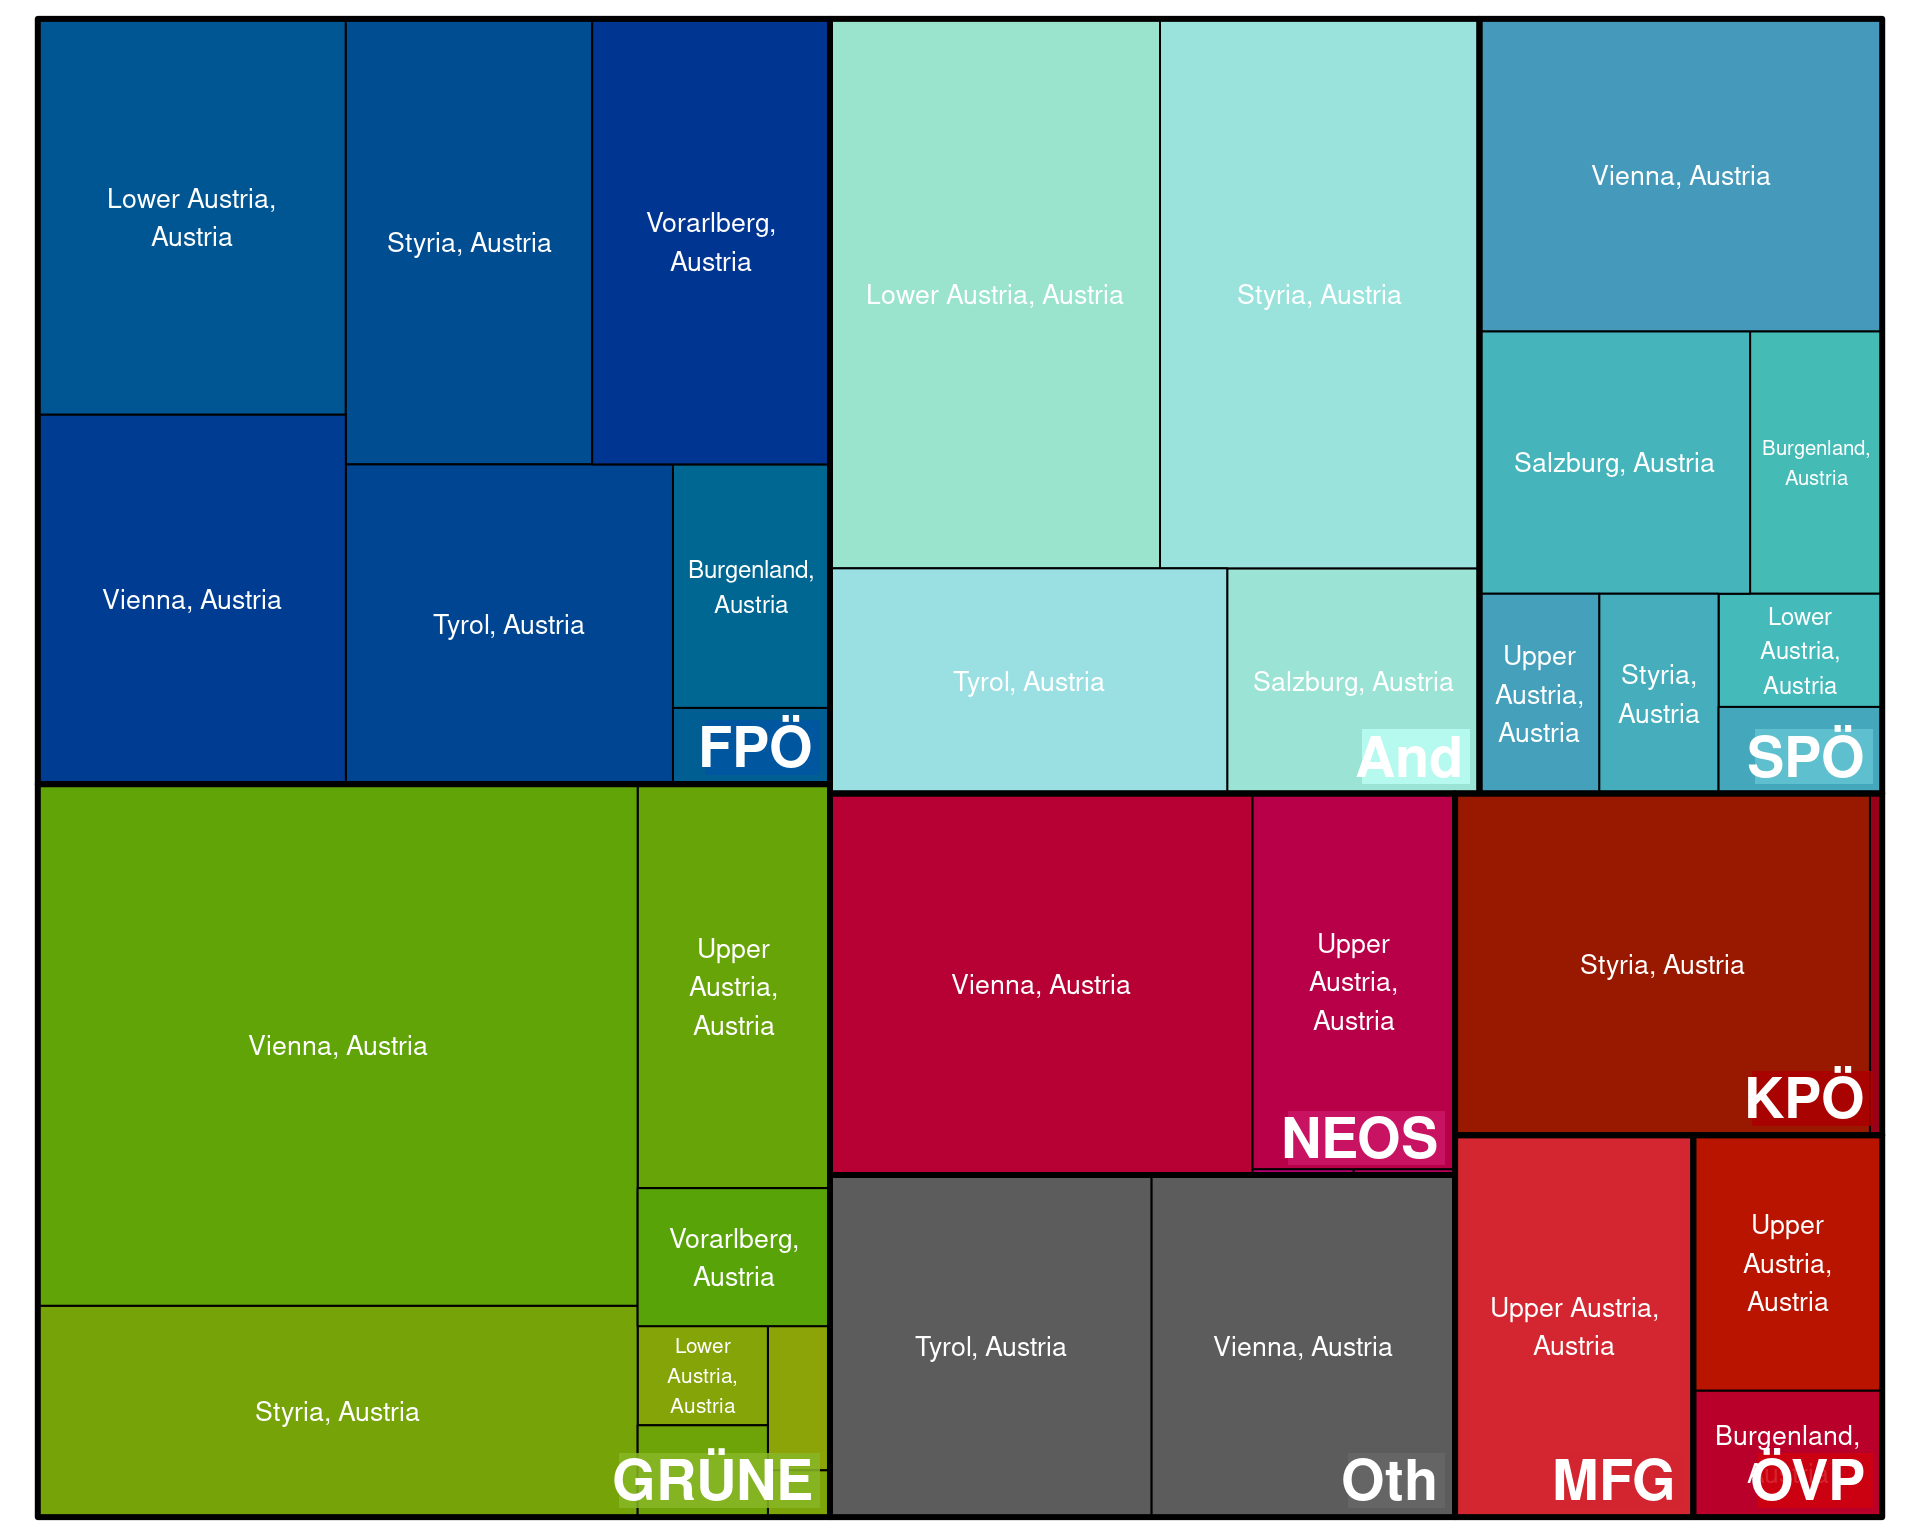 Lower Austria,
Austria
Styria, Austria
Vorarlberg,
Austria
Vienna, Austria
Tyrol, Austria
Burgenland,
Austria
FPÖ
Lower Austria, Austria
Styria, Austria
Tyrol, Austria
Salzburg, Austria
And
Vienna, Austria
Salzburg, Austria
Burgenland,
Austria
Upper
Austria,
Austria
Styria,
Austria
Lower
Austria,
Austria
SPÖ
Vienna, Austria
Upper
Austria,
Austria
Vorarlberg,
Austria
Styria, Austria
Lower
Austria,
Austria
GRÜNE
Vienna, Austria
Upper
Austria,
Austria
NEOS
Styria, Austria
KPÖ
Tyrol, Austria
Vienna, Austria
Oth
Upper Austria,
Austria
MFG
Upper
Austria,
Austria
Burgenland,
ÖVP